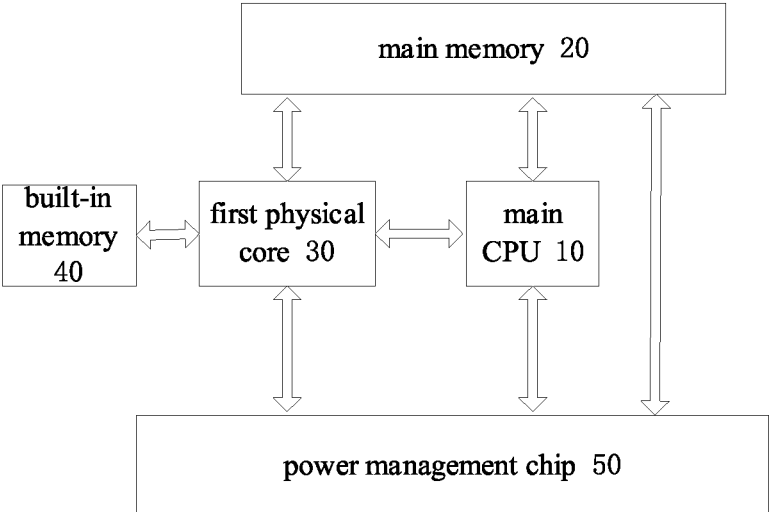 main memory 20
built-in
memory
40
first physical
core 30
main
CPU 10
power management chip 50